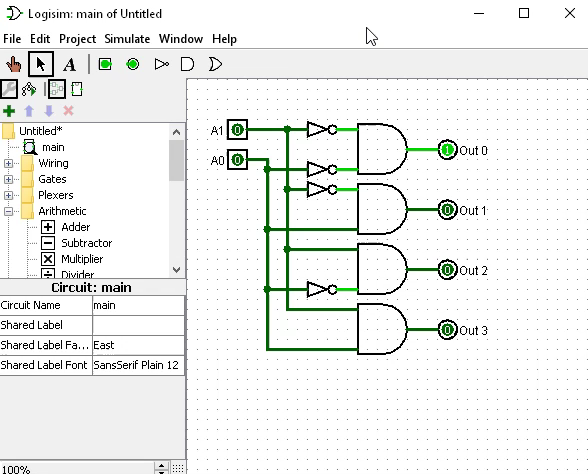 Logisim: main of Untitled
File Edit Project Simulate Window Help
A
Untitled*
main
Wiring
Gates
Plexers
Arithmetic
Adder
Subtractor
Multiplier
Divider
Circuit: main
Circuit Name main
Shared Label
Shared Label Fa... East
Shared Label Font SansSerif Plain 12
100%
A1 0
A0 0
1 Out 0
0 Out 1
0 Out 2
0 Out 3